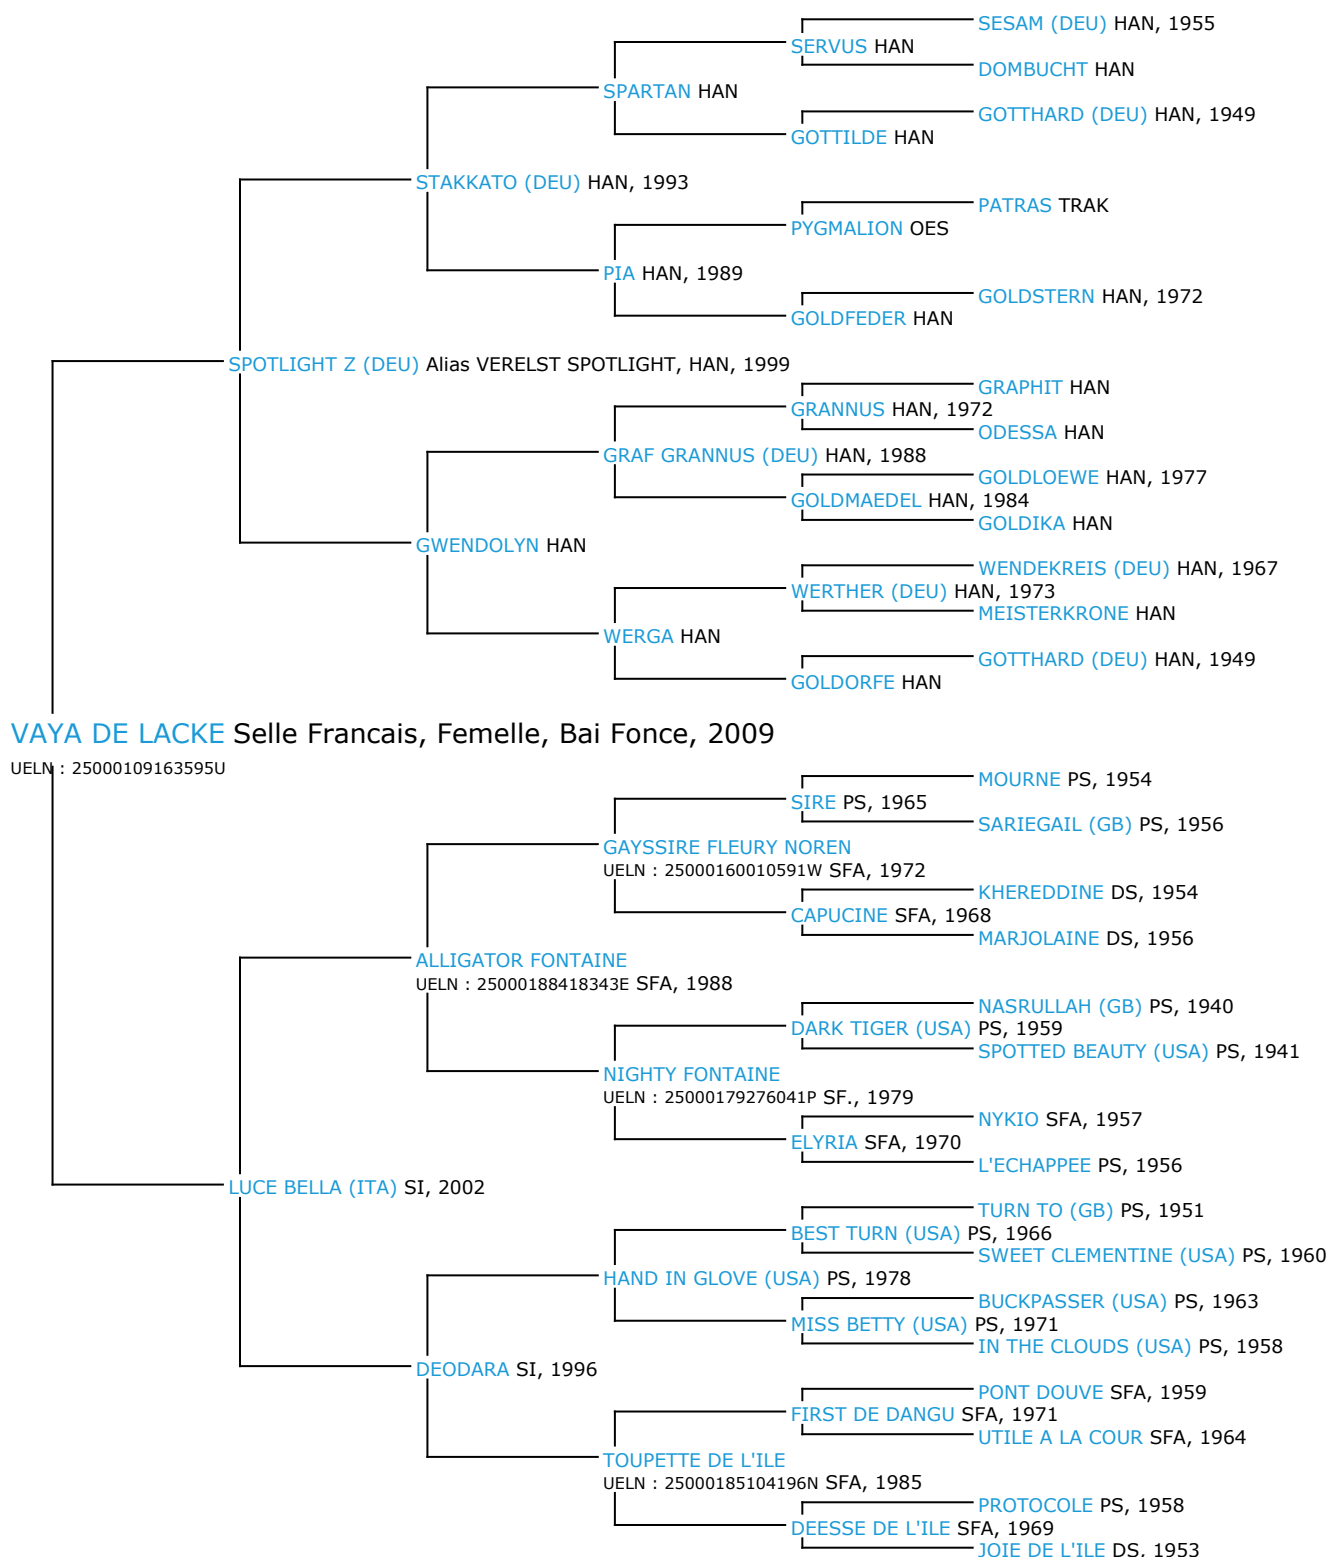 SESAM (DEU) HAN, 1955
SERVUS HAN
DOMBUCHT HAN
SPARTAN HAN
GOTTHARD (DEU) HAN, 1949
GOTTILDE HAN
STAKKATO (DEU) HAN, 1993
PATRAS TRAK
PYGMALION OES
PIA HAN, 1989
GOLDSTERN HAN, 1972
GOLDFEDER HAN
SPOTLIGHT Z (DEU) Alias VERELST SPOTLIGHT, HAN, 1999
GRAPHIT HAN
GRANNUS HAN, 1972
ODESSA HAN
GRAF GRANNUS (DEU) HAN, 1988
GOLDLOEWE HAN, 1977
GOLDMAEDEL HAN, 1984
GOLDIKA HAN
GWENDOLYN HAN
WENDEKREIS (DEU) HAN, 1967
WERTHER (DEU) HAN, 1973
MEISTERKRONE HAN
WERGA HAN
GOTTHARD (DEU) HAN, 1949
GOLDORFE HAN
VAYA DE LACKE Selle Francais, Femelle, Bai Fonce, 2009
UELN : 25000109163595U
MOURNE PS, 1954
SIRE PS, 1965
SARIEGAIL (GB) PS, 1956
GAYSSIRE FLEURY NOREN
UELN : 25000160010591W SFA, 1972
KHEREDDINE DS, 1954
CAPUCINE SFA, 1968
MARJOLAINE DS, 1956
ALLIGATOR FONTAINE
UELN : 25000188418343E SFA, 1988
NASRULLAH (GB) PS, 1940
DARK TIGER (USA) PS, 1959
SPOTTED BEAUTY (USA) PS, 1941
NIGHTY FONTAINE
UELN : 25000179276041P SF., 1979
NYKIO SFA, 1957
ELYRIA SFA, 1970
L'ECHAPPEE PS, 1956
LUCE BELLA (ITA) SI, 2002
TURN TO (GB) PS, 1951
BEST TURN (USA) PS, 1966
SWEET CLEMENTINE (USA) PS, 1960
HAND IN GLOVE (USA) PS, 1978
BUCKPASSER (USA) PS, 1963
MISS BETTY (USA) PS, 1971
IN THE CLOUDS (USA) PS, 1958
DEODARA SI, 1996
PONT DOUVE SFA, 1959
FIRST DE DANGU SFA, 1971
UTILE A LA COUR SFA, 1964
TOUPETTE DE L'ILE
UELN : 25000185104196N SFA, 1985
PROTOCOLE PS, 1958
DEESSE DE L'ILE SFA, 1969
JOIE DE L'ILE DS, 1953